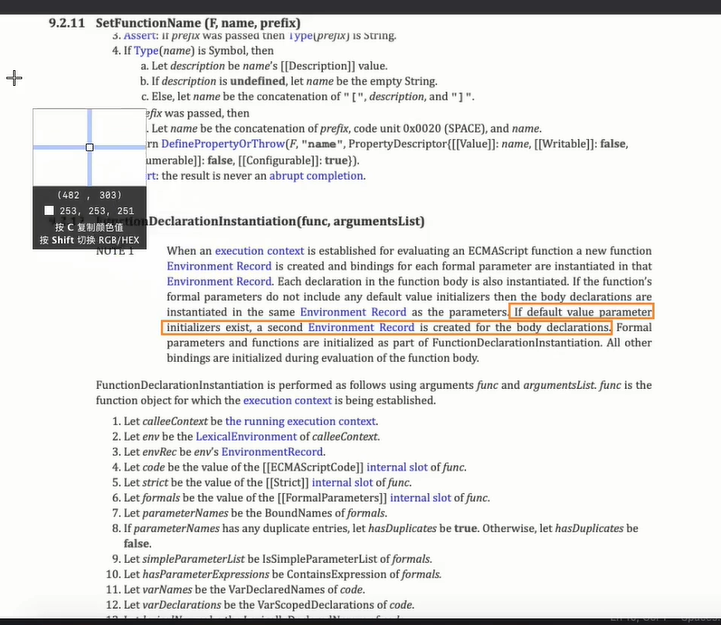 9.2.11 SetFunctionName (F, name, prefix)
3. Assert: If prefix was passed then Type(prefix) is String.
4. If Type(name) is Symbol, then
a. Let description be name's [[Description]] value.
b. If description is undefined, let name be the empty String.
c. Else, let name be the concatenation of "[", description, and "]".
efix was passed, then
. Let name be the concatenation of prefix, code unit 0x0020 (SPACE), and name.
rn DefinePropertyOrThrow(F, "name", PropertyDescriptor{[[Value]]: name, [[Writable]]: false,
umerable]]: false, [[Configurable]]: true}).
rt: the result is never an abrupt completion.
(482 , 303)
253, 253, 251
按 C 复制颜色值
按 Shift 切换 RGB/HEX
nDeclarationInstantiation(func, argumentsList)
NOTE 1
When an execution context is established for evaluating an ECMAScript function a new function
Environment Record is created and bindings for each formal parameter are instantiated in that
Environment Record. Each declaration in the function body is also instantiated. If the function's
formal parameters do not include any default value initializers then the body declarations are
instantiated in the same Environment Record as the parameters. If default value parameter
initializers exist, a second Environment Record is created for the body declarations. Formal
parameters and functions are initialized as part of FunctionDeclarationInstantiation. All other
bindings are initialized during evaluation of the function body.
FunctionDeclarationInstantiation is performed as follows using arguments func and argumentsList. func is the
function object for which the execution context is being established.
1. Let calleeContext be the running execution context.
2. Let env be the LexicalEnvironment of calleeContext.
3. Let envRec be env's EnvironmentRecord.
4. Let code be the value of the [[ECMAScriptCode]] internal slot of func.
5. Let strict be the value of the [[Strict]] internal slot of func.
6. Let formals be the value of the [[FormalParameters]] internal slot of func.
7. Let parameterNames be the BoundNames of formals.
8. If parameterNames has any duplicate entries, let hasDuplicates be true. Otherwise, let hasDuplicates be
false.
9. Let simpleParameterList be IsSimpleParameterList of formals.
10. Let hasParameterExpressions be ContainsExpression of formals.
11. Let varNames be the VarDeclaredNames of code.
12. Let varDeclarations be the VarScopedDeclarations of code.